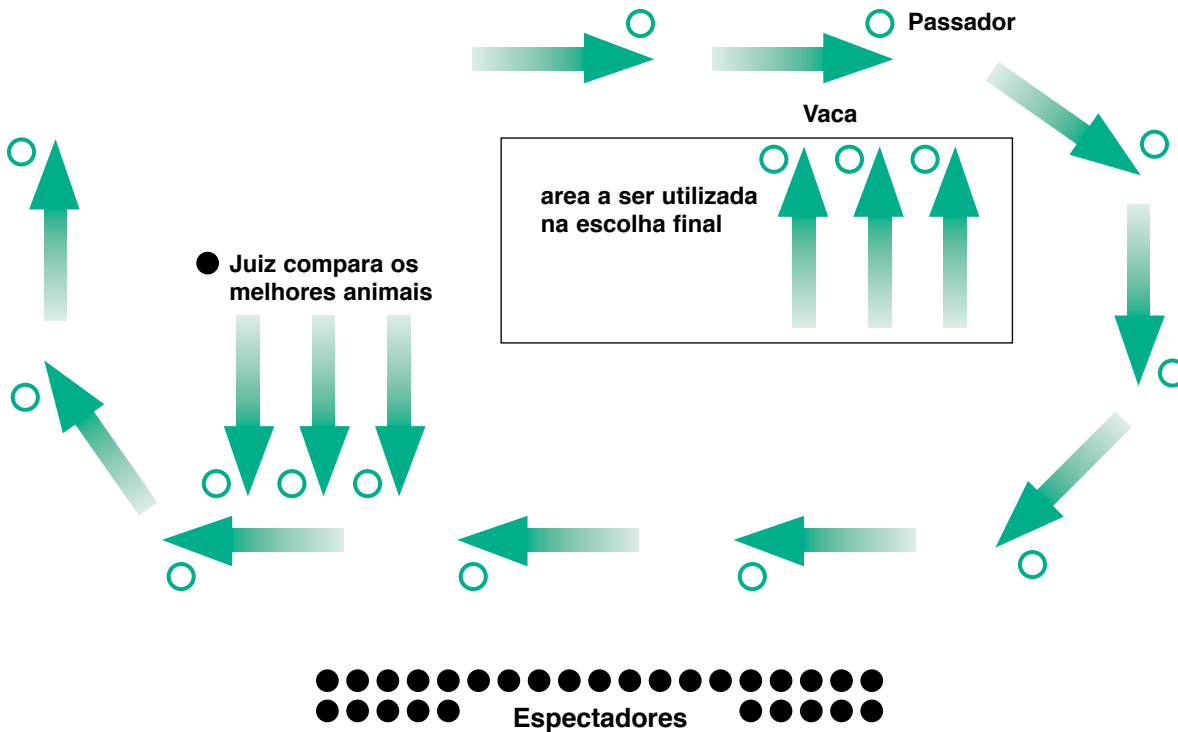 Passador
Vaca
area a ser utilizada
na escolha final
Juiz compara os
melhores animais
Espectadores